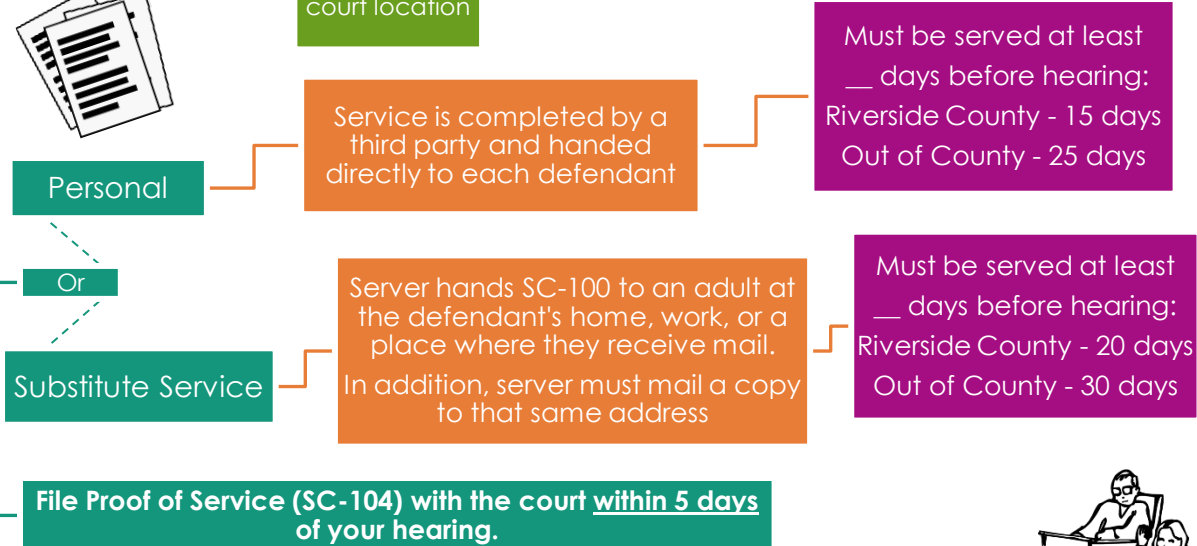 court location
Must be served at least
__ days before hearing:
Riverside County - 15 days
Out of County - 25 days
Service is completed by a
third party and handed
directly to each defendant
Personal
Or
Server hands SC-100 to an adult at
the defendant's home, work, or a
place where they receive mail.
In addition, server must mail a copy
to that same address
Must be served at least
__ days before hearing:
Riverside County - 20 days
Out of County - 30 days
Substitute Service
File Proof of Service (SC-104) with the court within 5 days
of your hearing.